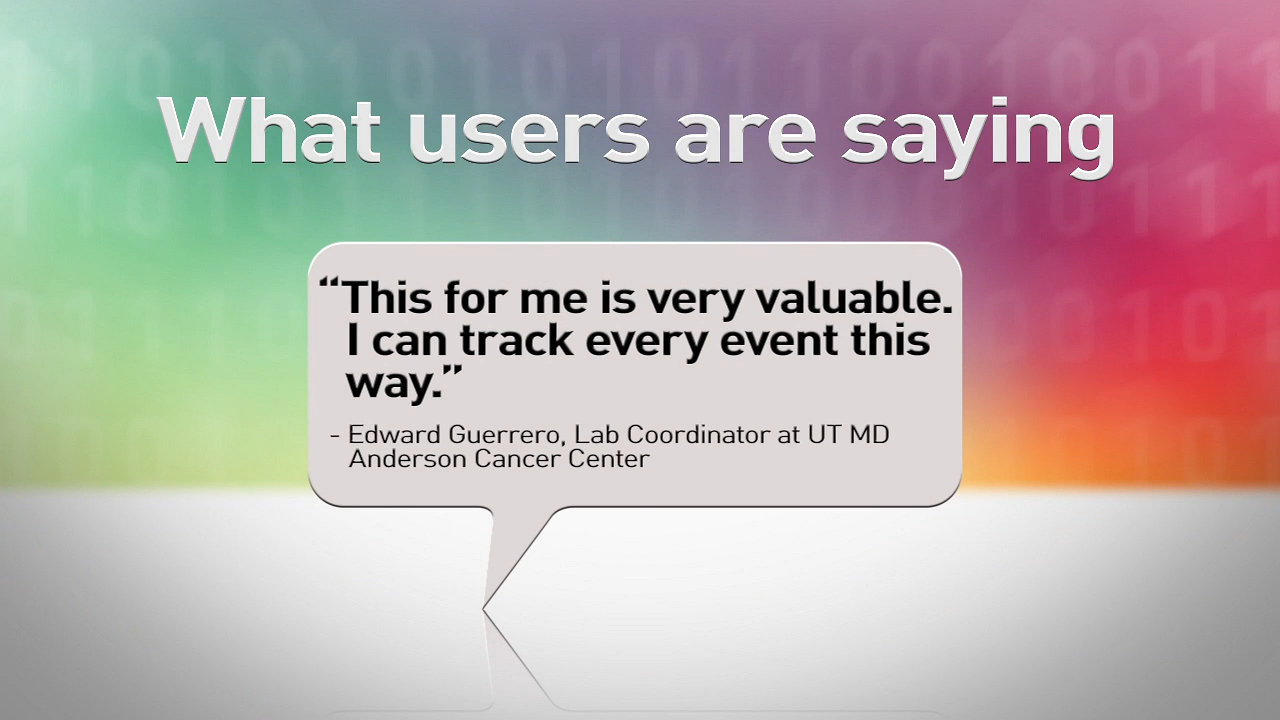 What users are saying
“This for me is very valuable.
I can track every event this
way.”
- Edward Guerrero, Lab Coordinator at UT MD
Anderson Cancer Center